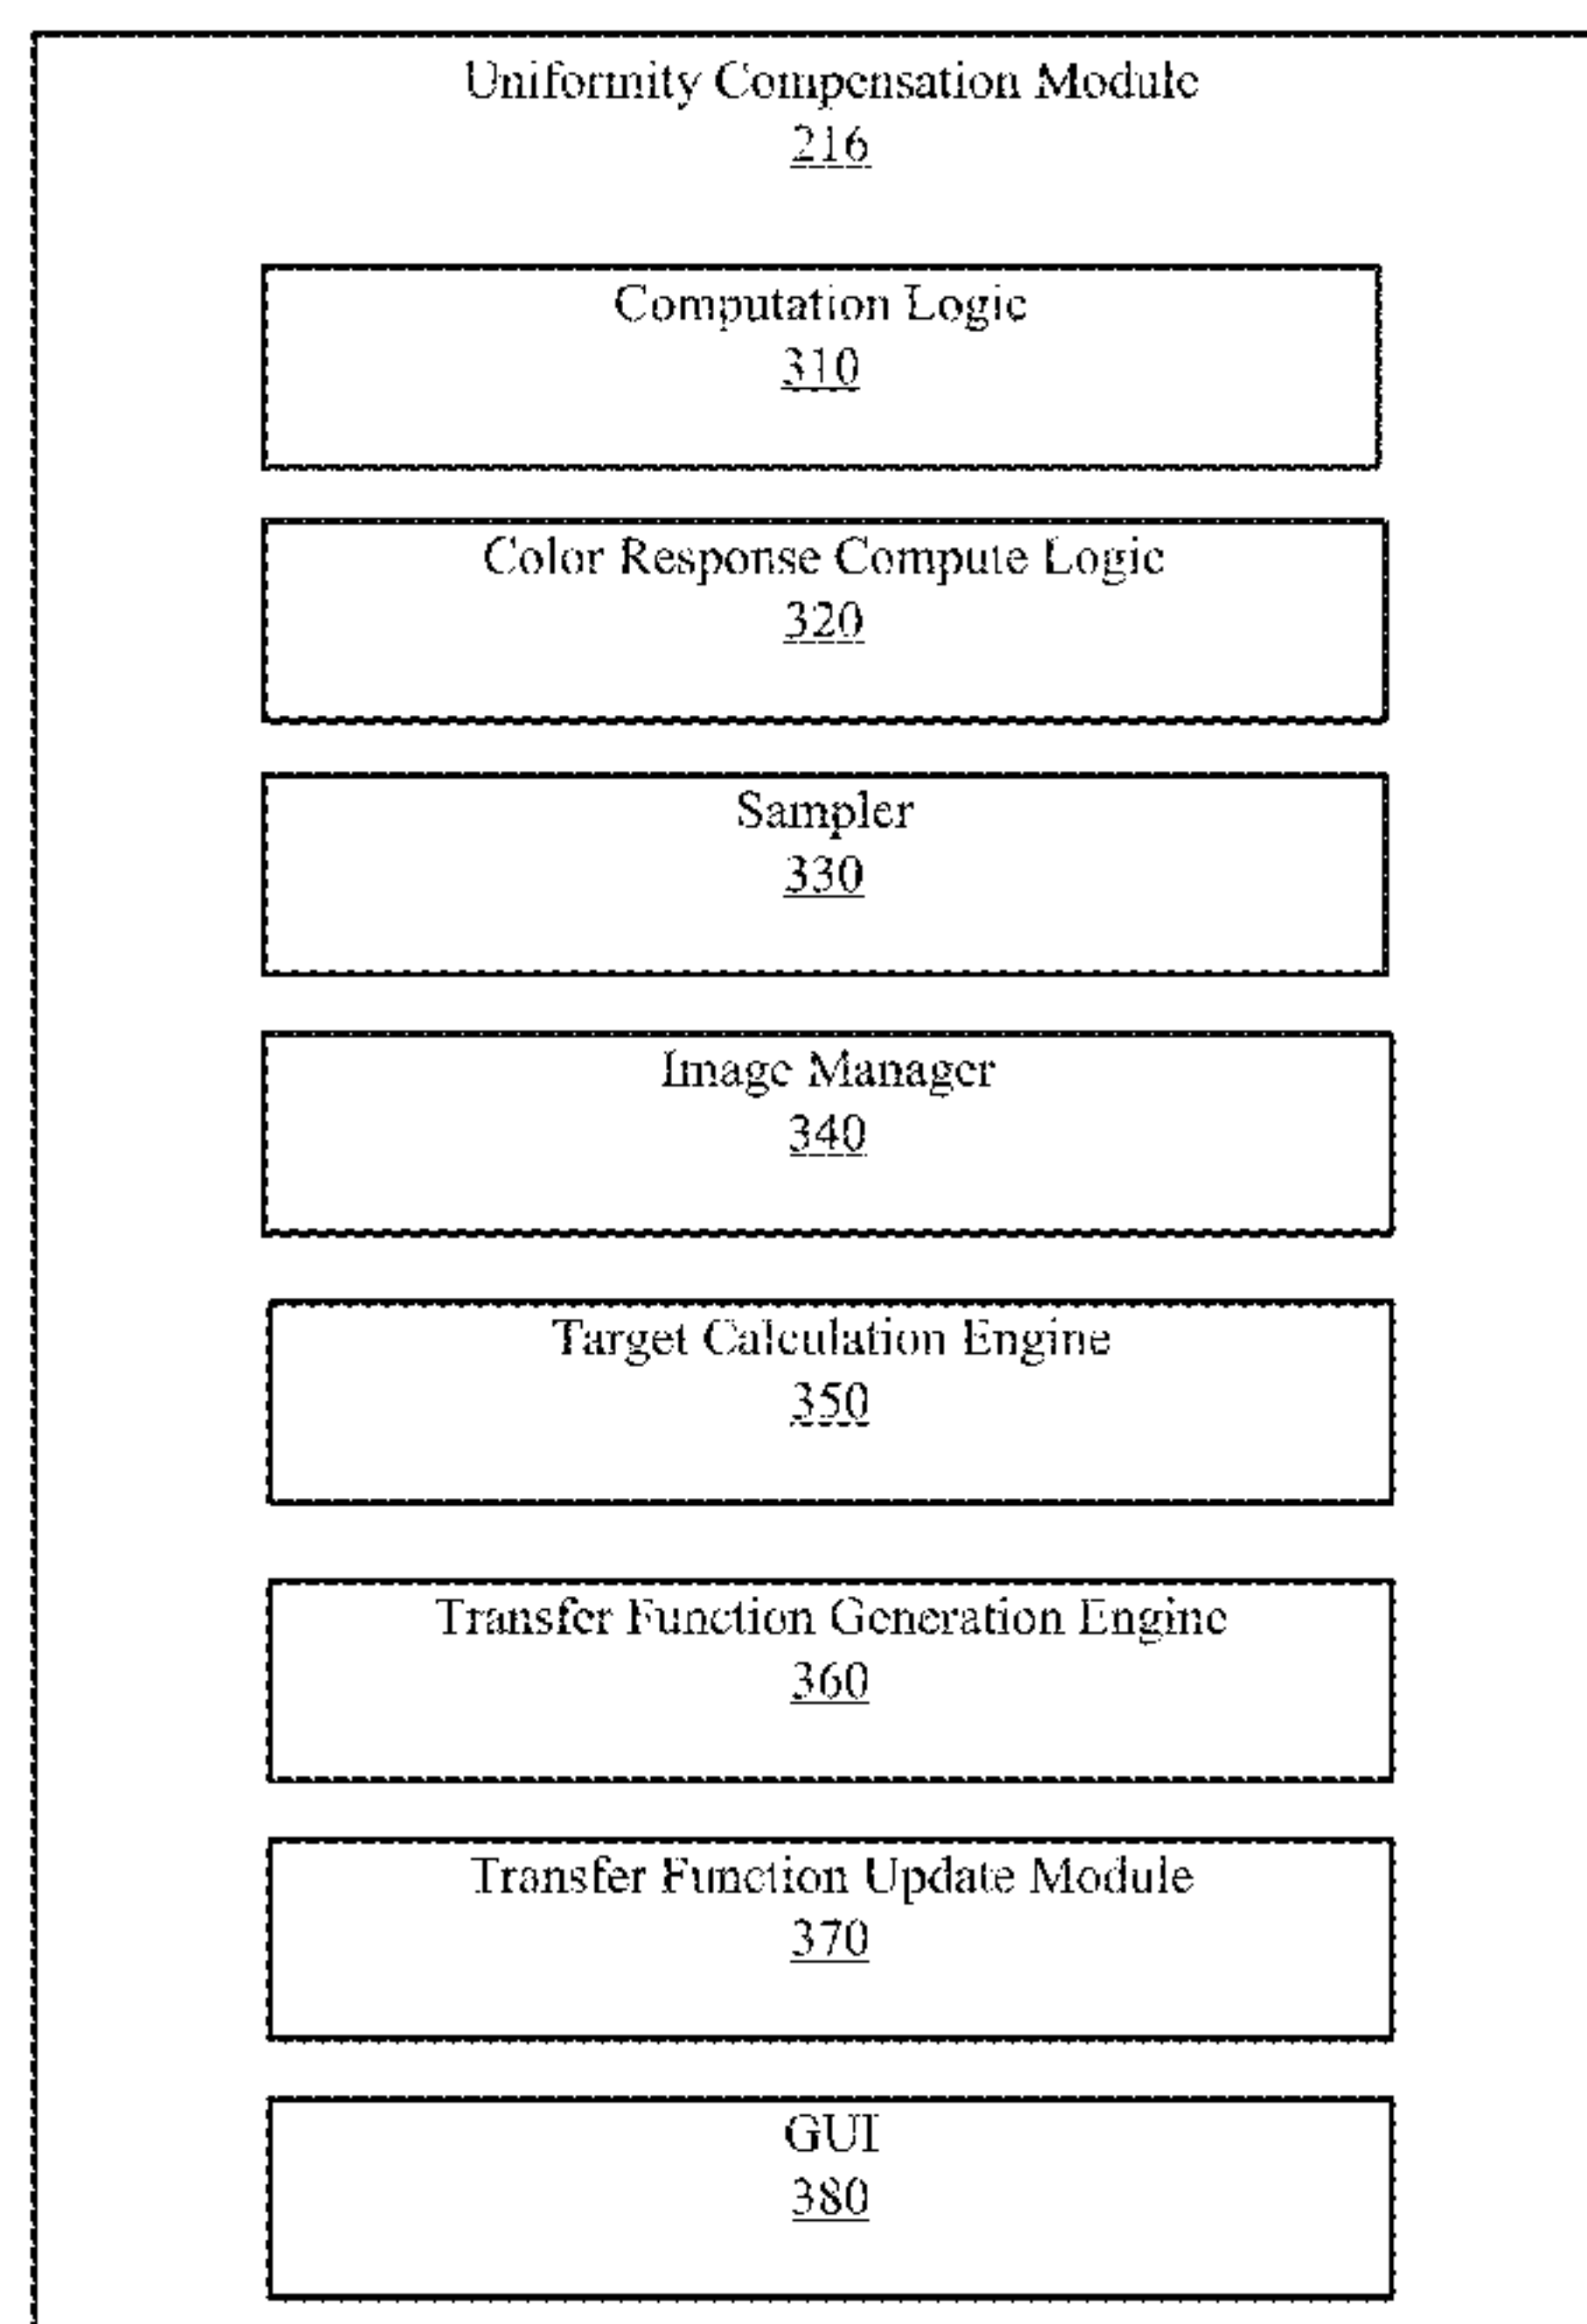 Uniformity Compensation Module
216
Computation Logic
310
Color Response Compute Logic
320
Sampler
330
Image Manager
340
Target Calculation Engine
350
Transfer Function Generation Engine
360
Transfer Function Update Module
370
GUI
380